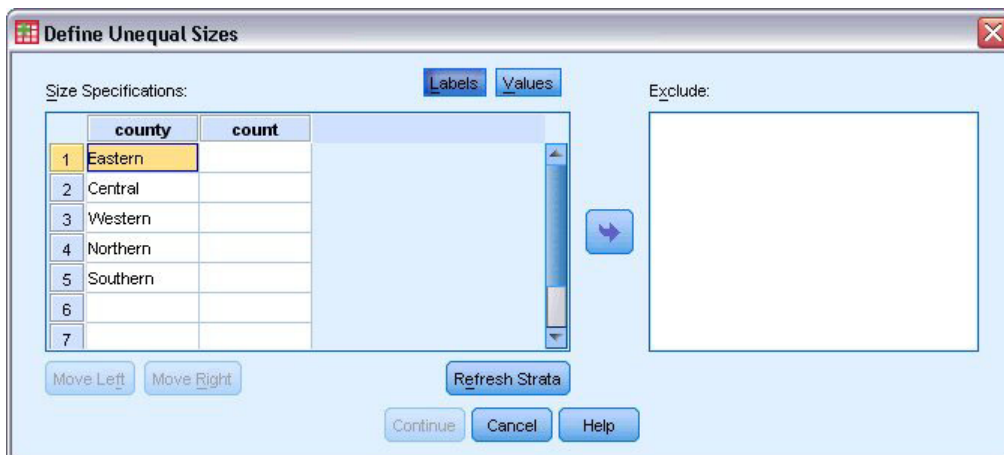 Define Unequal Sizes
Labels Values
Size Specifications: Exclude:
county count
1 Eastern
2 Central
3 Western
4 Northern
5 Southern
6
7
Move Left Move Right Refresh Strata
Continue Cancel Help